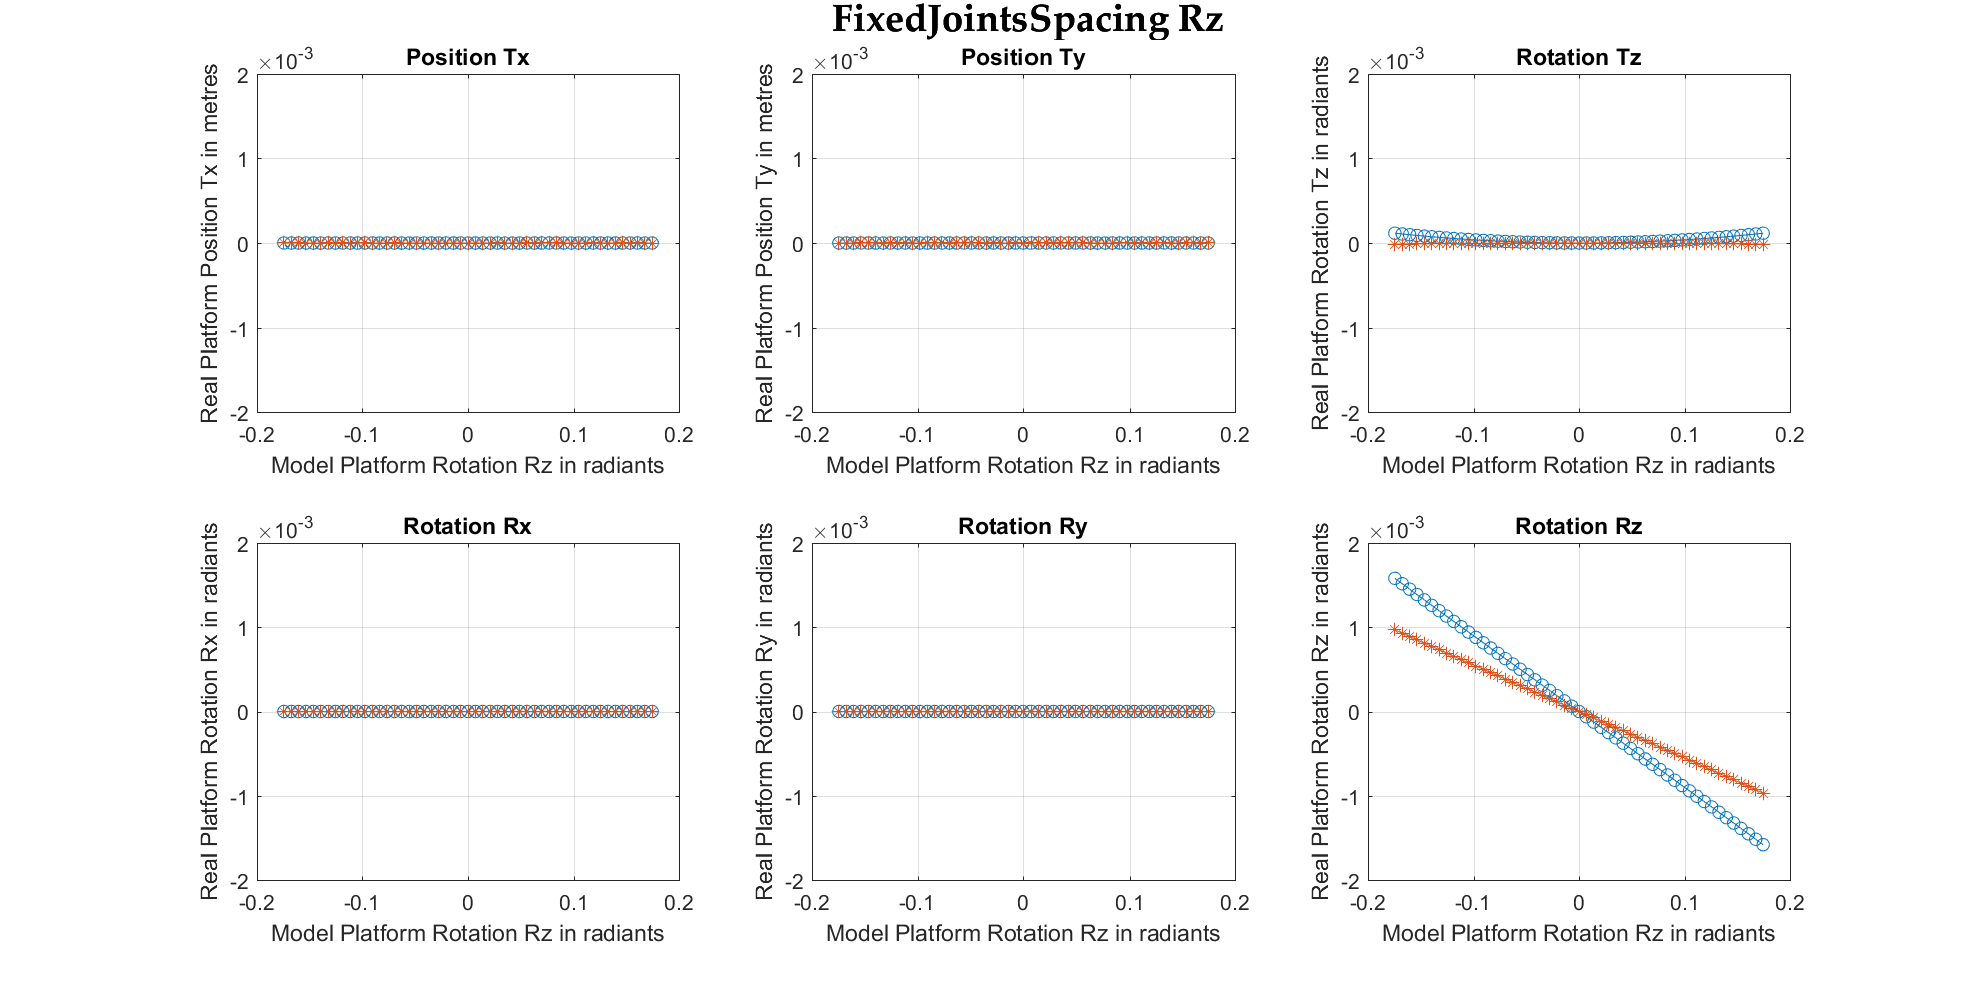 FixedJointsSpacing Rz
Position Tx
×10-3
Real Platform Position Tx in metres
2
1
0
-1
-2
-0.2 -0.1 0 0.1 0.2
Model Platform Rotation Rz in radiants
Position Ty
×10-3
Real Platform Position Ty in metres
2
1
0
-1
-2
-0.2 -0.1 0 0.1 0.2
Model Platform Rotation Rz in radiants
Rotation Tz
×10-3
Real Platform Rotation Tz in radiants
2
1
0
-1
-2
-0.2 -0.1 0 0.1 0.2
Model Platform Rotation Rz in radiants
Rotation Rx
×10-3
Real Platform Rotation Rx in radiants
2
1
0
-1
-2
-0.2 -0.1 0 0.1 0.2
Model Platform Rotation Rz in radiants
Rotation Ry
×10-3
Real Platform Rotation Ry in radiants
2
1
0
-1
-2
-0.2 -0.1 0 0.1 0.2
Model Platform Rotation Rz in radiants
Rotation Rz
×10-3
Real Platform Rotation Rz in radiants
2
1
0
-1
-2
-0.2 -0.1 0 0.1 0.2
Model Platform Rotation Rz in radiants